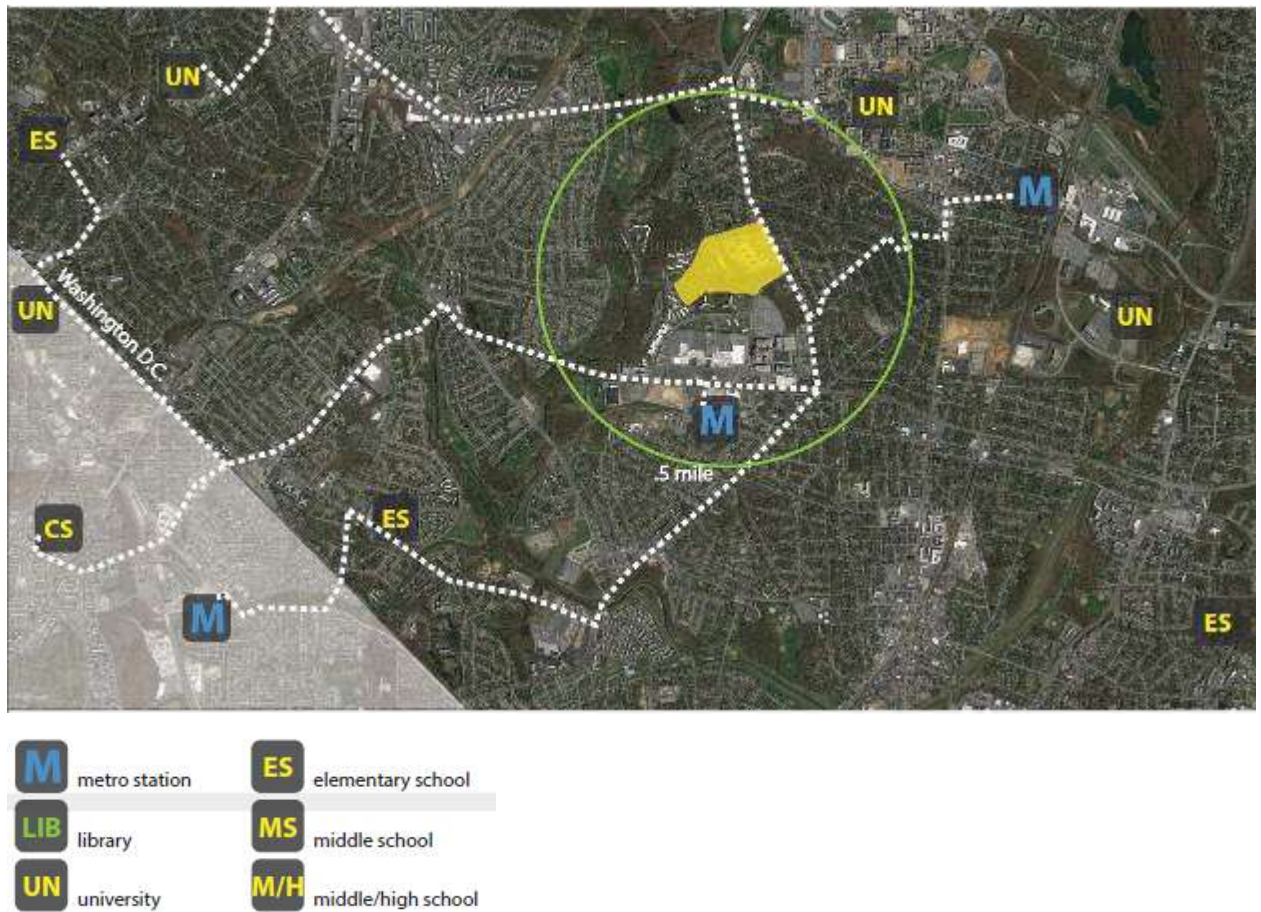 UN
UN
ES
M
Washington D.C.
UN
UN
M
.5 mile
ES
CS
M
ES
M metro station
ES elementary school
LIB library
MS middle school
UN university
M/H middle/high school